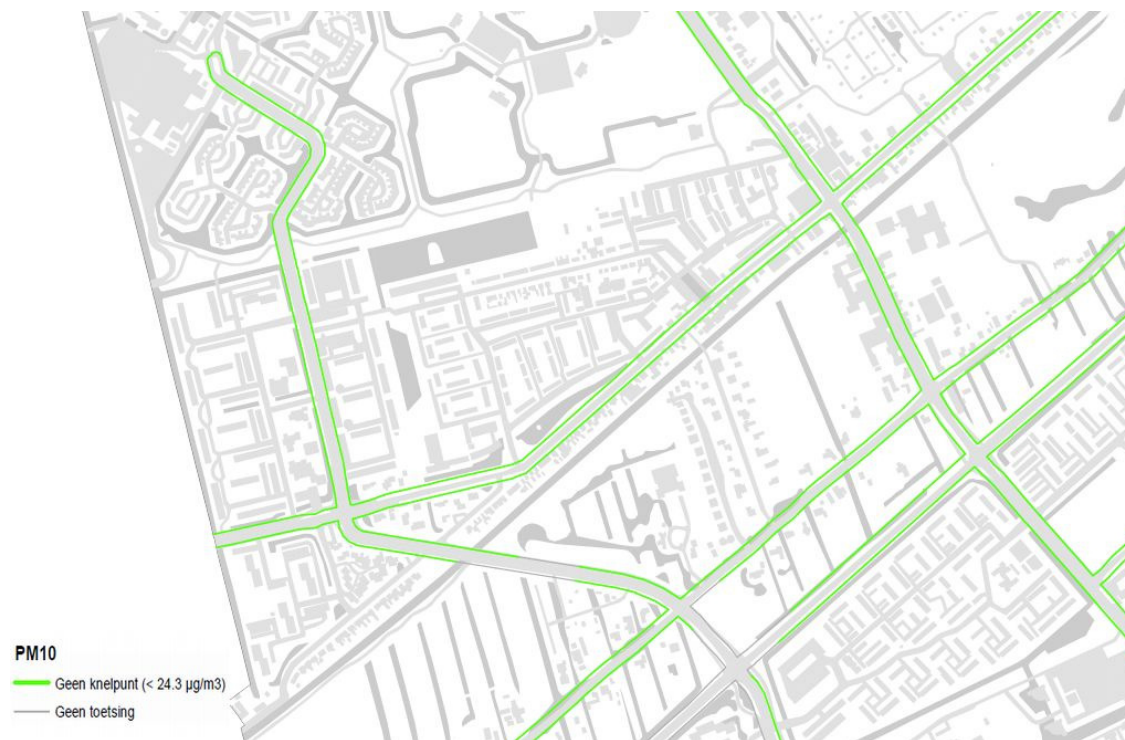 PM10
Geen knelpunt (< 24.3 µg/m3)
Geen toetsing